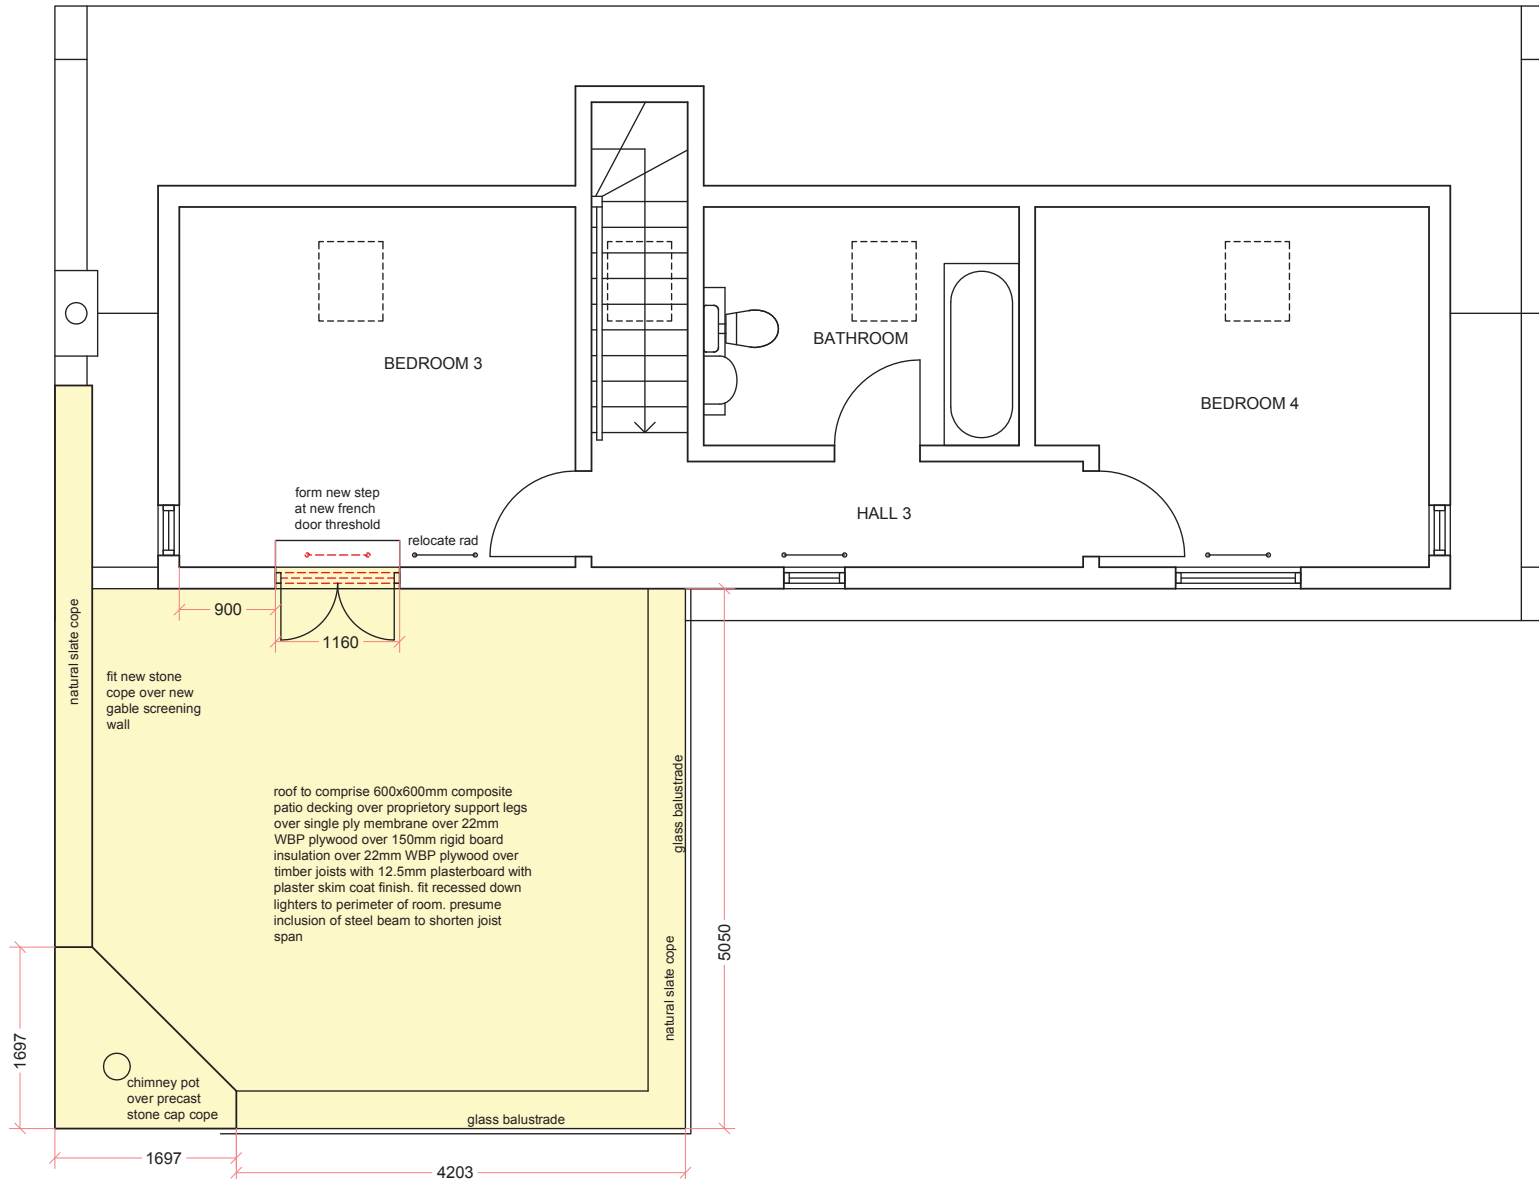 BATHROOM
BEDROOM 3
BEDROOM 4
form new step
at new french
door threshold
relocate rad
HALL 3
900
1160
natural slate cope
fit new stone
cope over new
gable screening
wall
roof to comprise 600x600mm composite
patio decking over proprietory support legs
over single ply membrane over 22mm
WBP plywood over 150mm rigid board
insulation over 22mm WBP plywood over
timber joists with 12.5mm plasterboard with
plaster skim coat finish. fit recessed down
lighters to perimeter of room. presume
inclusion of steel beam to shorten joist
span
glass balustrade
natural slate cope
5050
1697
chimney pot
over precast
stone cap cope
glass balustrade
1697
4203